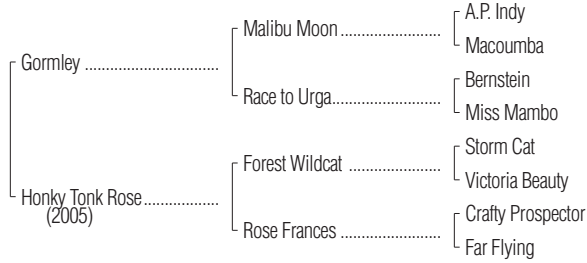 A.P. Indy
Malibu Moon ........................
Macoumba
Gormley ................................
Bernstein
Race to Urga..........................
Miss Mambo
Storm Cat
Forest Wildcat ......................
Victoria Beauty
Honky Tonk Rose..................
(2005)
Crafty Prospector
Rose Frances ........................
Far Flying